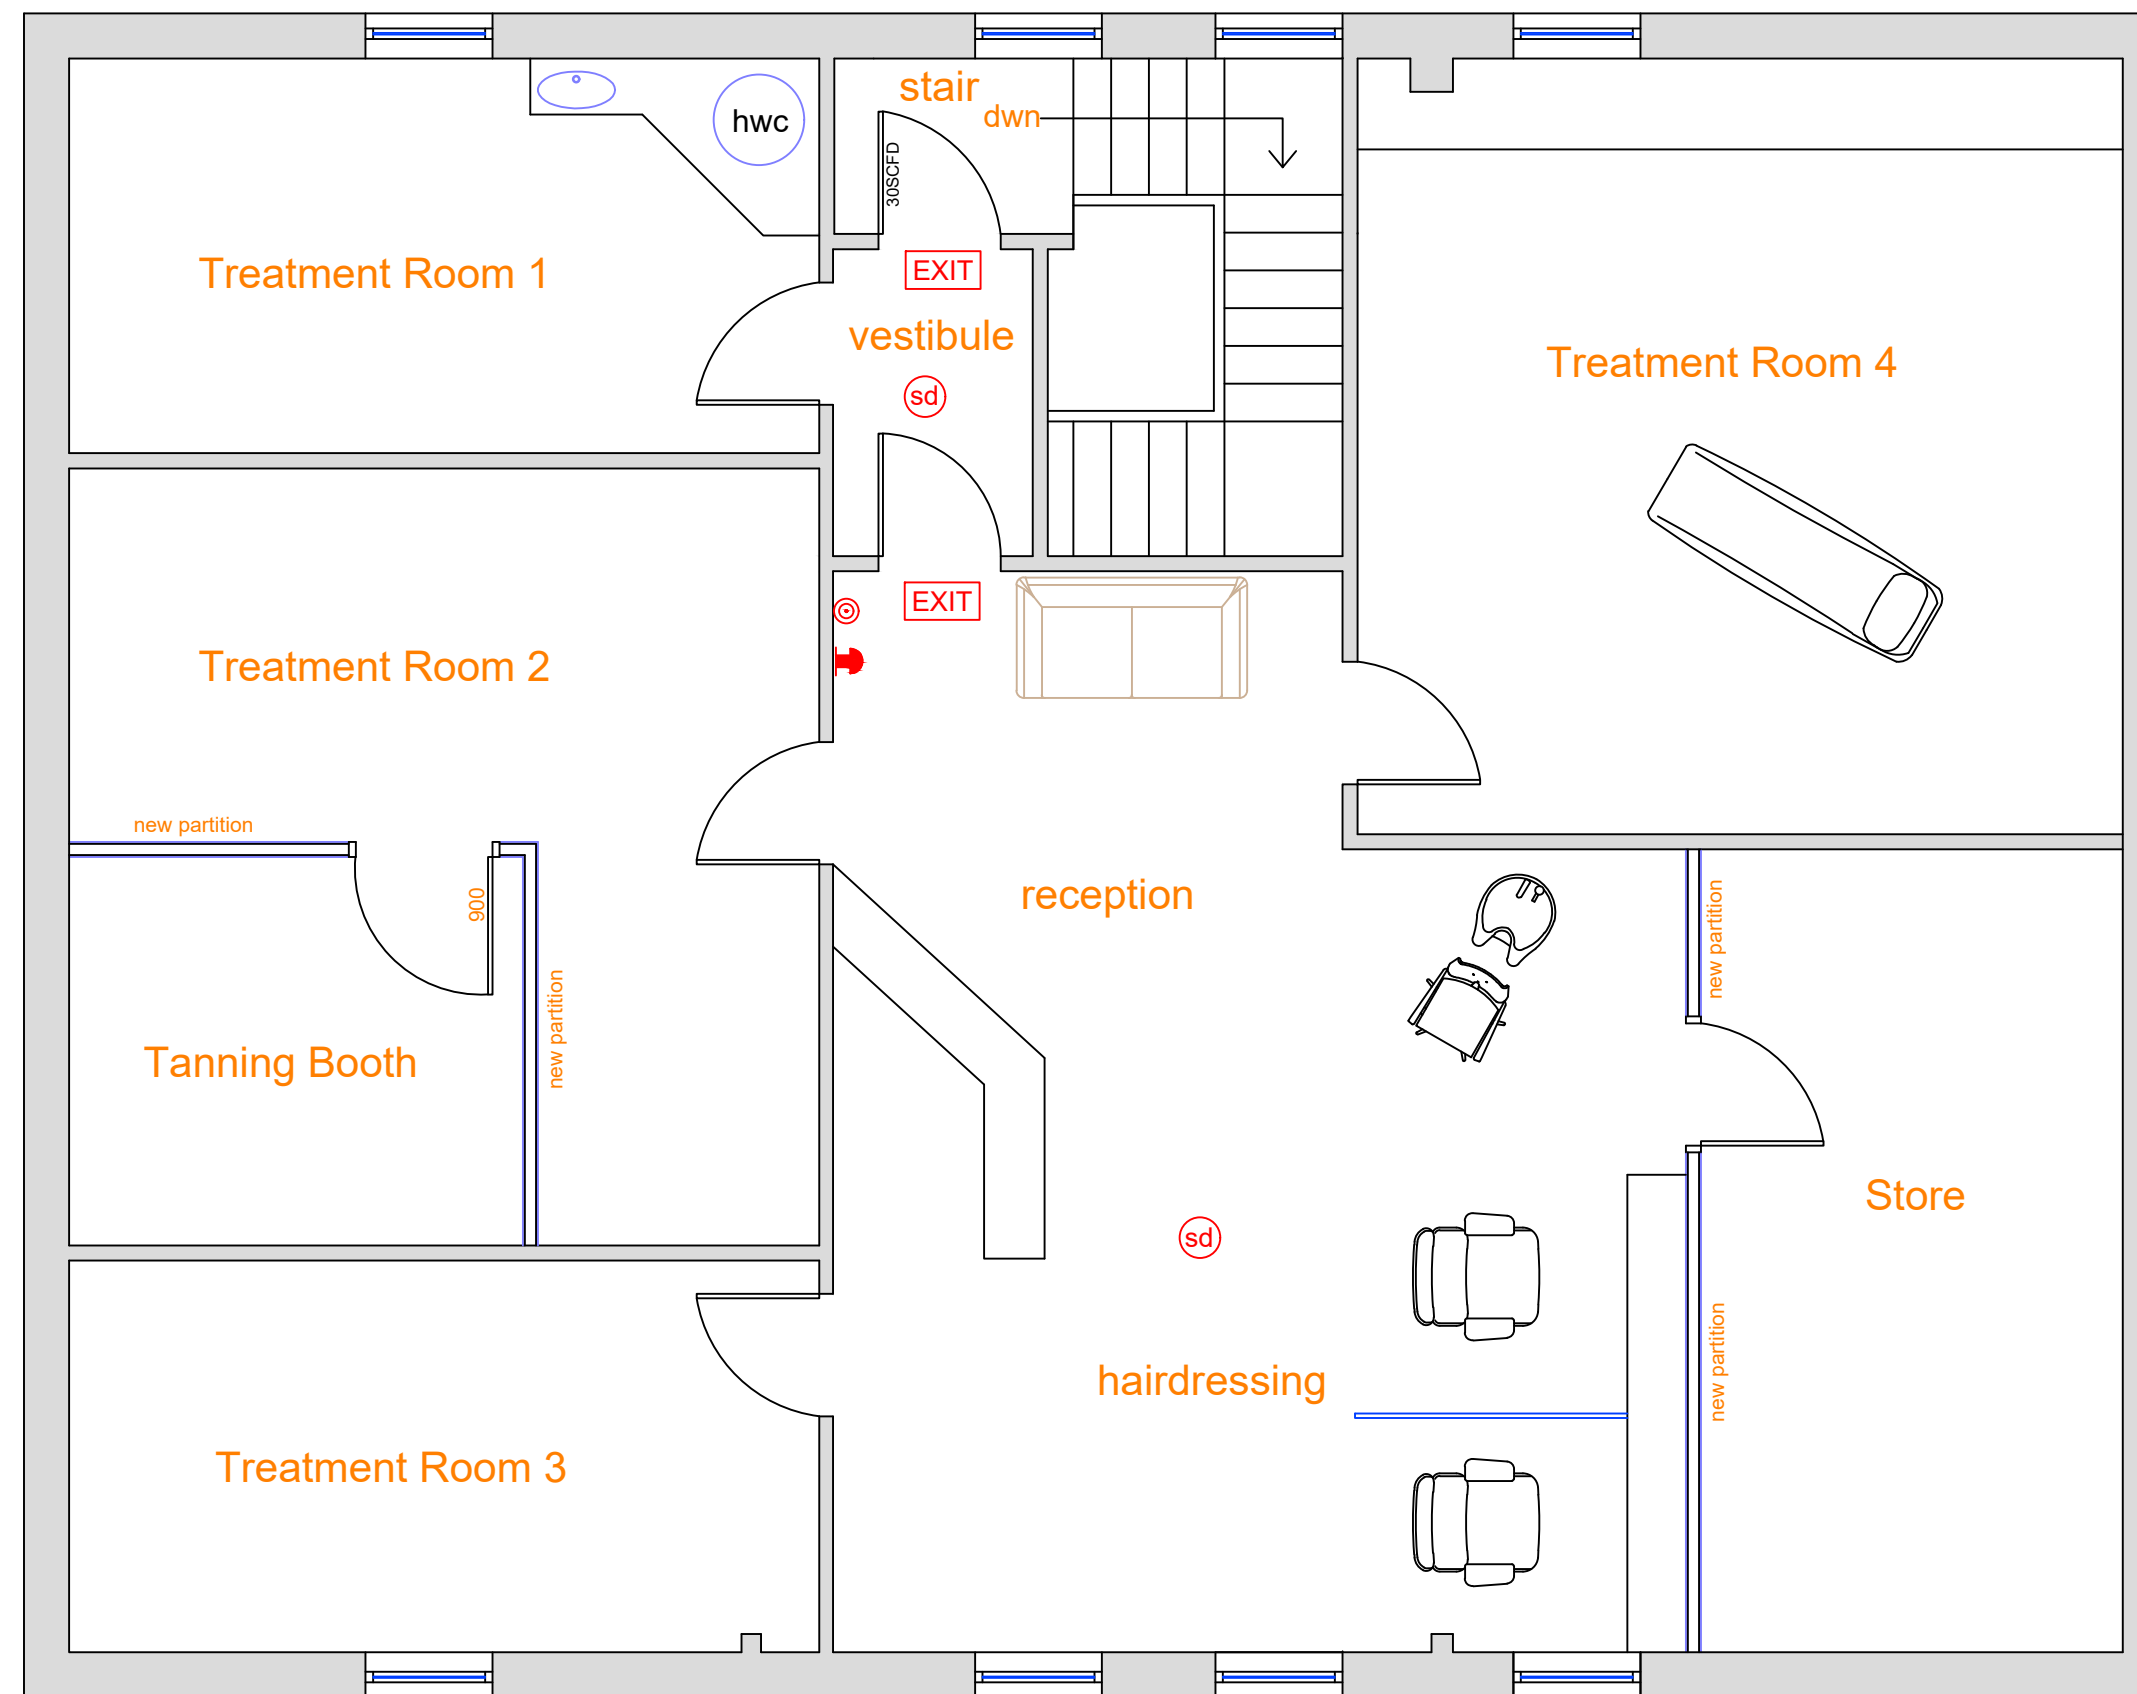 stair
dwn
hwc
30SCFD
EXIT
Treatment Room 1
vestibule
Treatment Room 4
sd
EXIT
Treatment Room 2
new partition
reception
900
new partition
new partition
Tanning Booth
Store
sd
new partition
hairdressing
Treatment Room 3